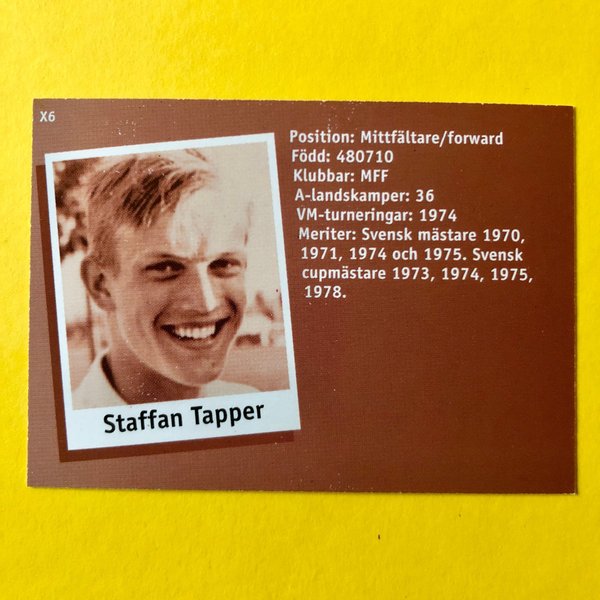 X6
Position: Mittfältare/forward
Född: 480710
Klubbar: MFF
A-landskamper: 36
VM-turneringar: 1974
Meriter: Svensk mästare 1970,
1971, 1974 och 1975. Svensk
cupmästare 1973, 1974, 1975,
1978.
Staffan Tapper